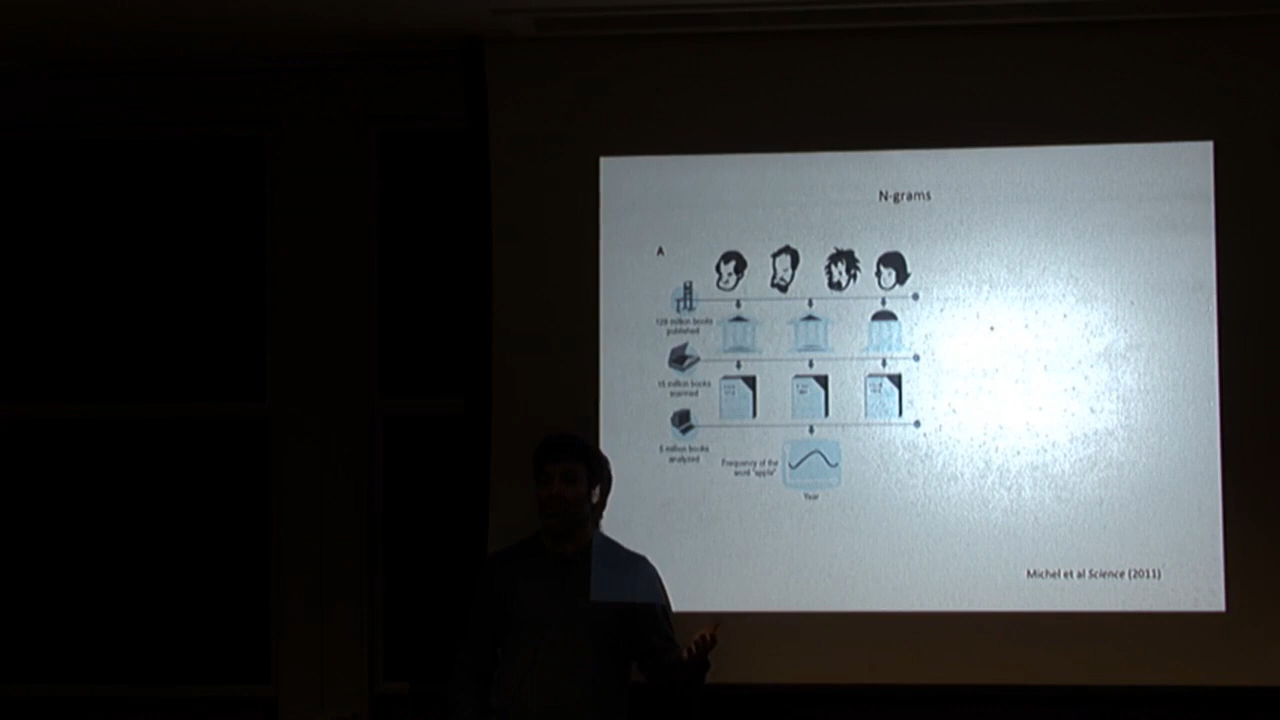 N-grams
A
129 million books
published
15 million books
scanned
5 million books
analyzed
Frequency of the
word "apple"
Year
Michel et al Science (2011)